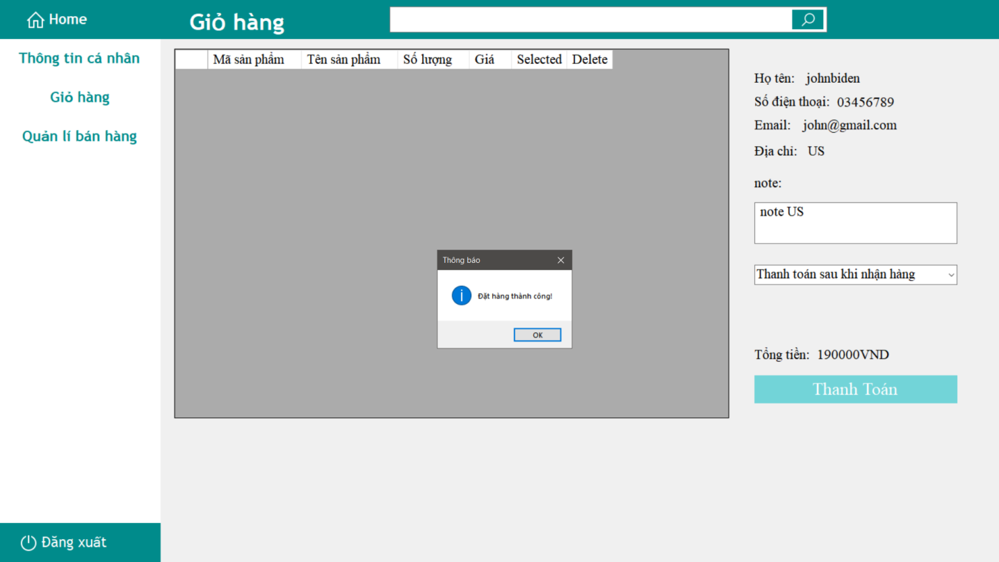 Home
Giỏ hàng
Thông tin cá nhân
Giỏ hàng
Quản lí bán hàng
Đăng xuất
Mã sản phẩm Tên sản phẩm Số lượng Giá Selected Delete
Thông báo
Đặt hàng thành công!
OK
Họ tên: johnbiden
Số điện thoại: 03456789
Email: john@gmail.com
Địa chỉ: US
note:
note US
Thanh toán sau khi nhận hàng
Tổng tiền: 190000VND
Thanh Toán